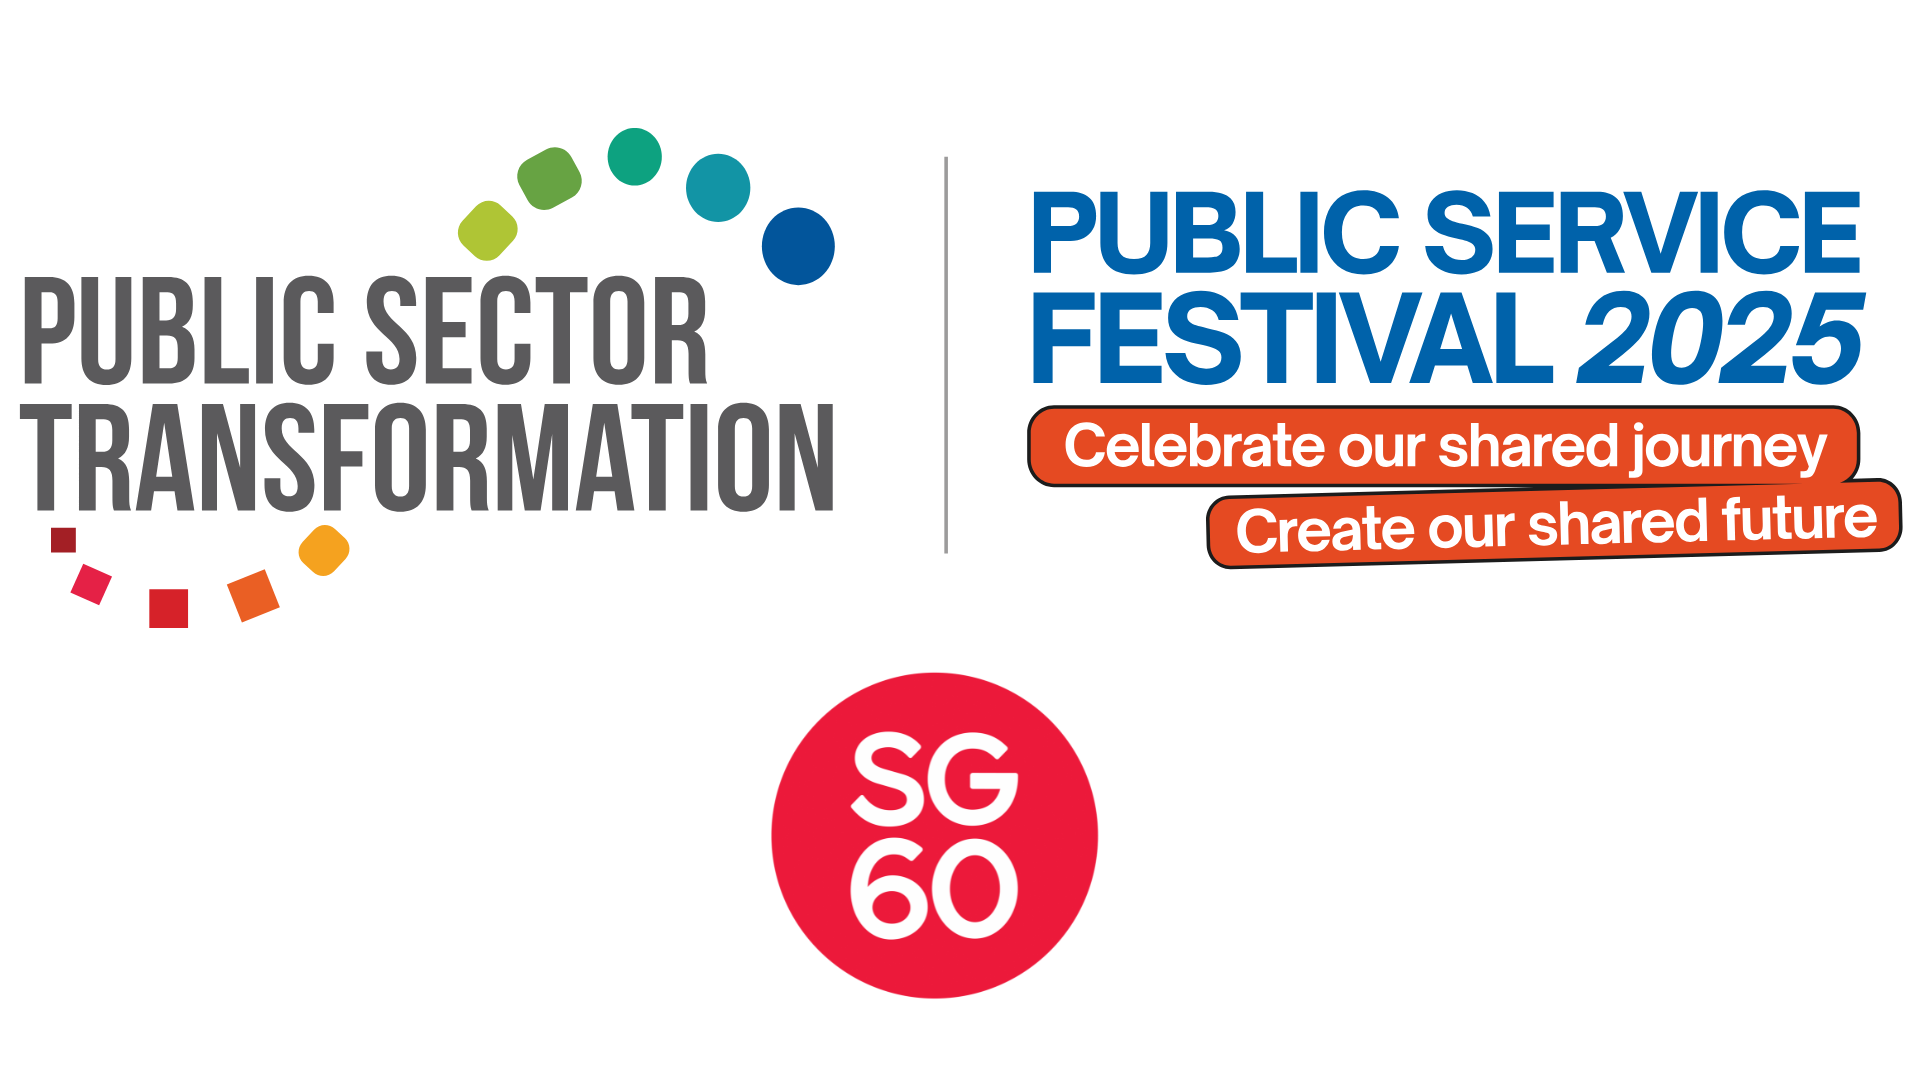 PUBLIC SECTOR
TRANSFORMATION
PUBLIC SERVICE
FESTIVAL 2025
Celebrate our shared journey
Create our shared future
SG
60